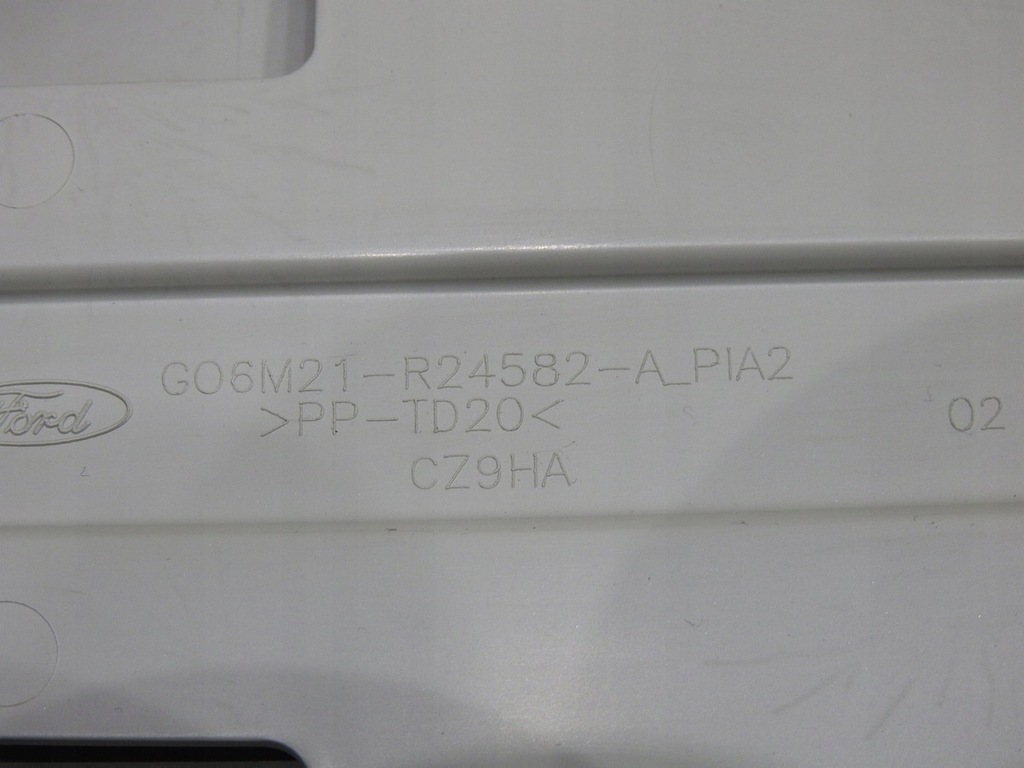 GO6M21-R24582-A_PIA2
Ford >PP-TD20< 02
CZ9HA